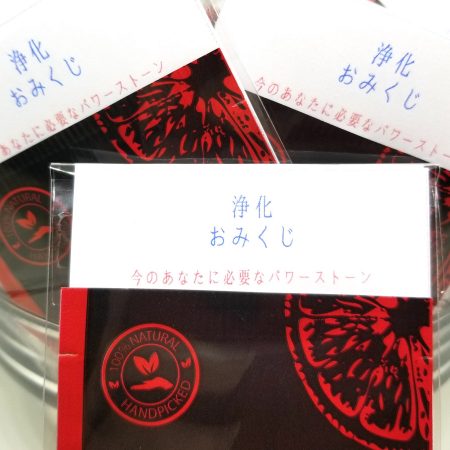 浄化
おみくじ
今のあなたに必要なパワーストーン
浄化
おみくじ
今のあなたに必要なパワーストーン
浄化
おみくじ
今のあなたに必要なパワーストーン
100% NATURAL
HANDPICKED